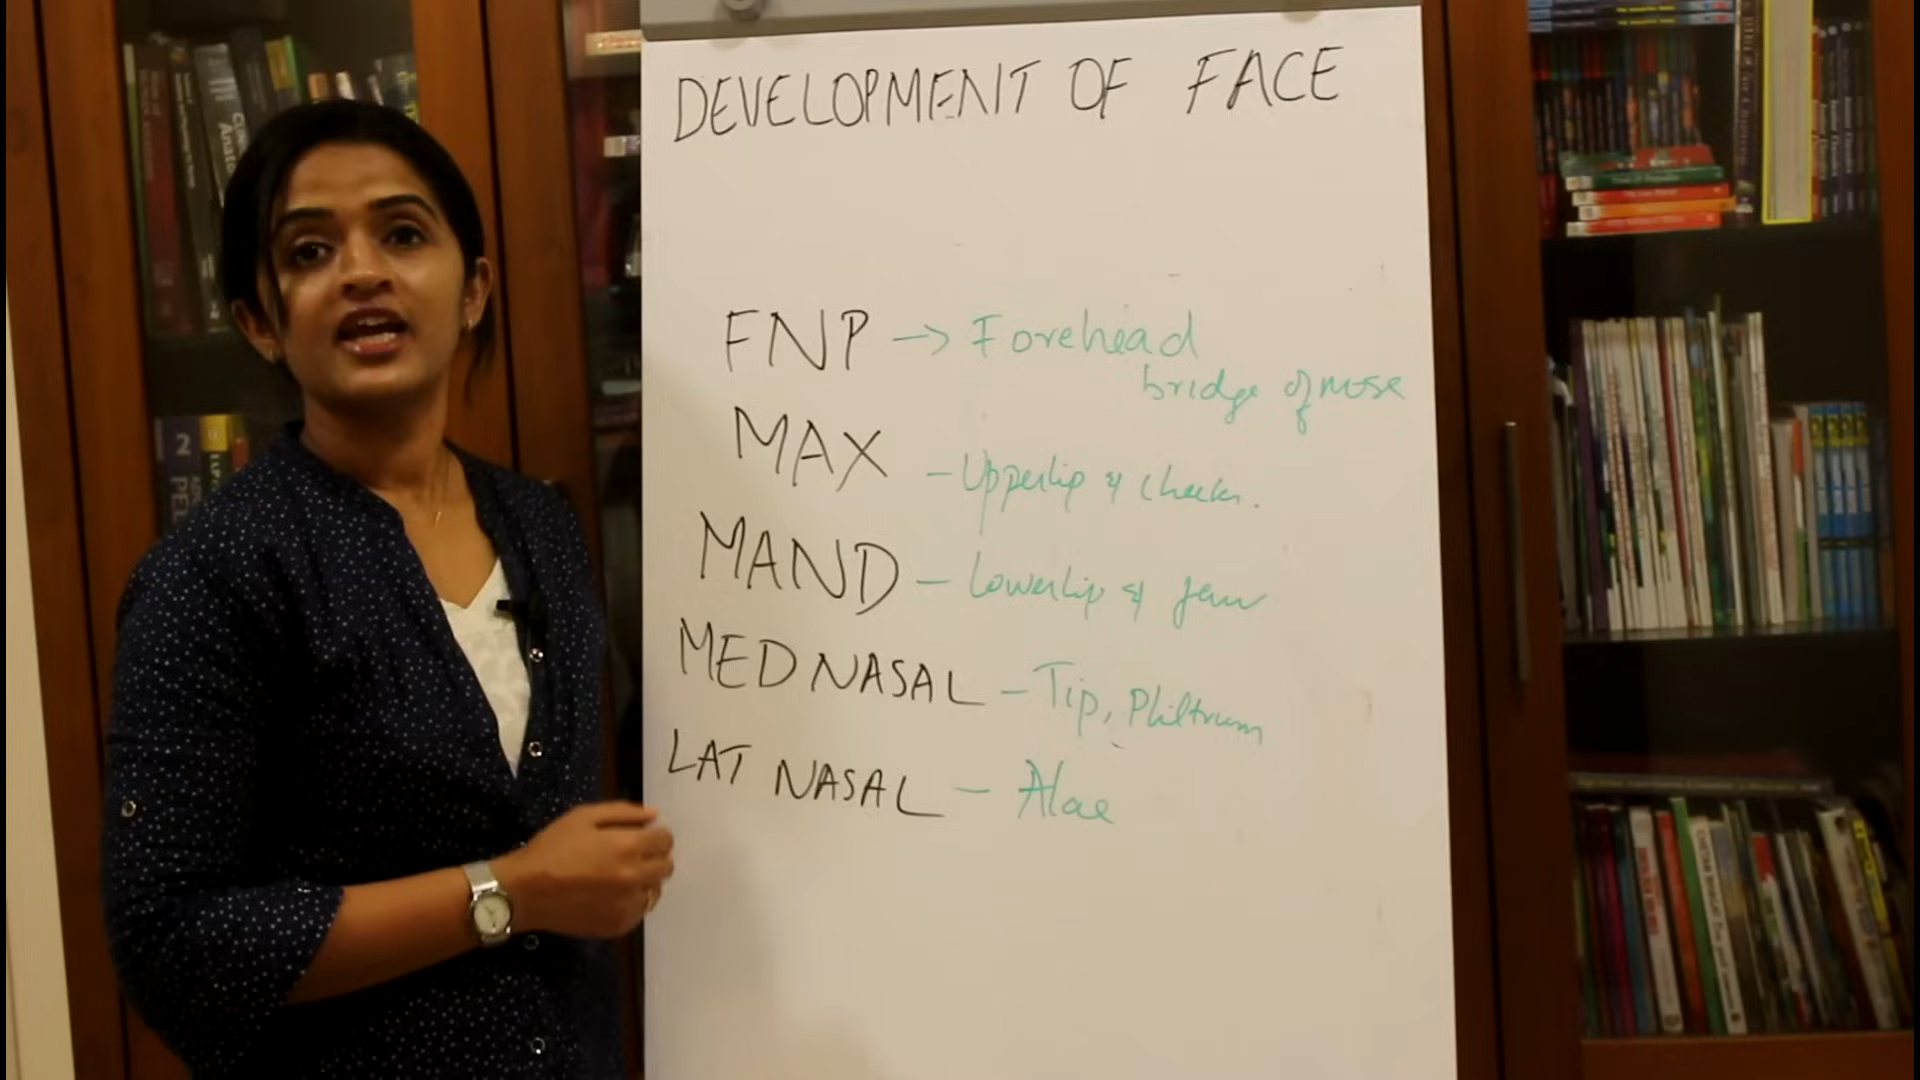 DEVELOPMENT OF FACE
FNP → Forehead
bridge of nose
MAX - Upperlip & cheeks.
MAND - Lowerlip & jaw
MED NASAL - Tip, Philtrum
LAT NASAL - Alae
2